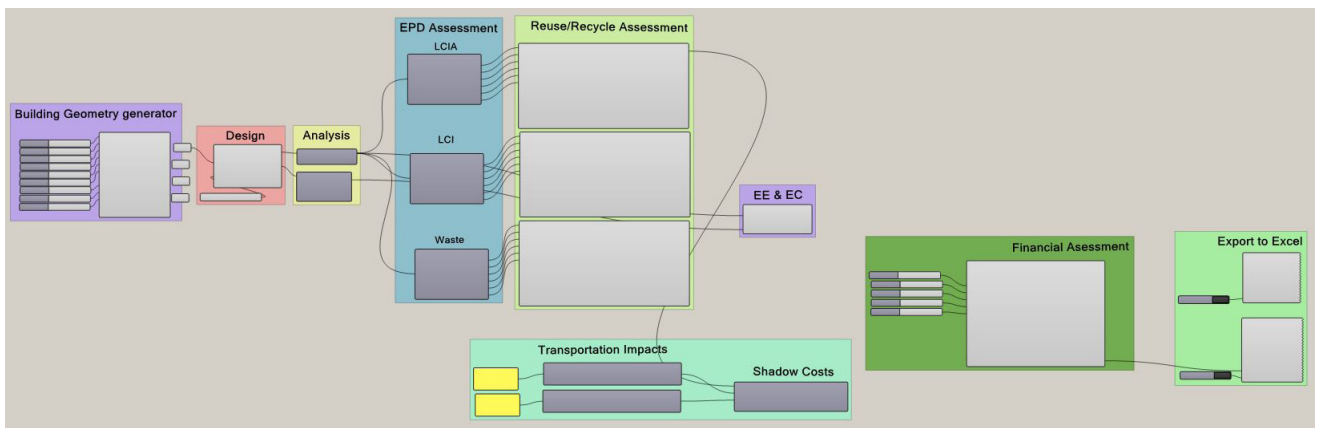 Building Geometry generator
Design
Analysis
EPD Assessment
LCIA
LCI
Waste
Reuse/Recycle Assessment
EE & EC
Transportation Impacts
Shadow Costs
Financial Asessment
Export to Excel